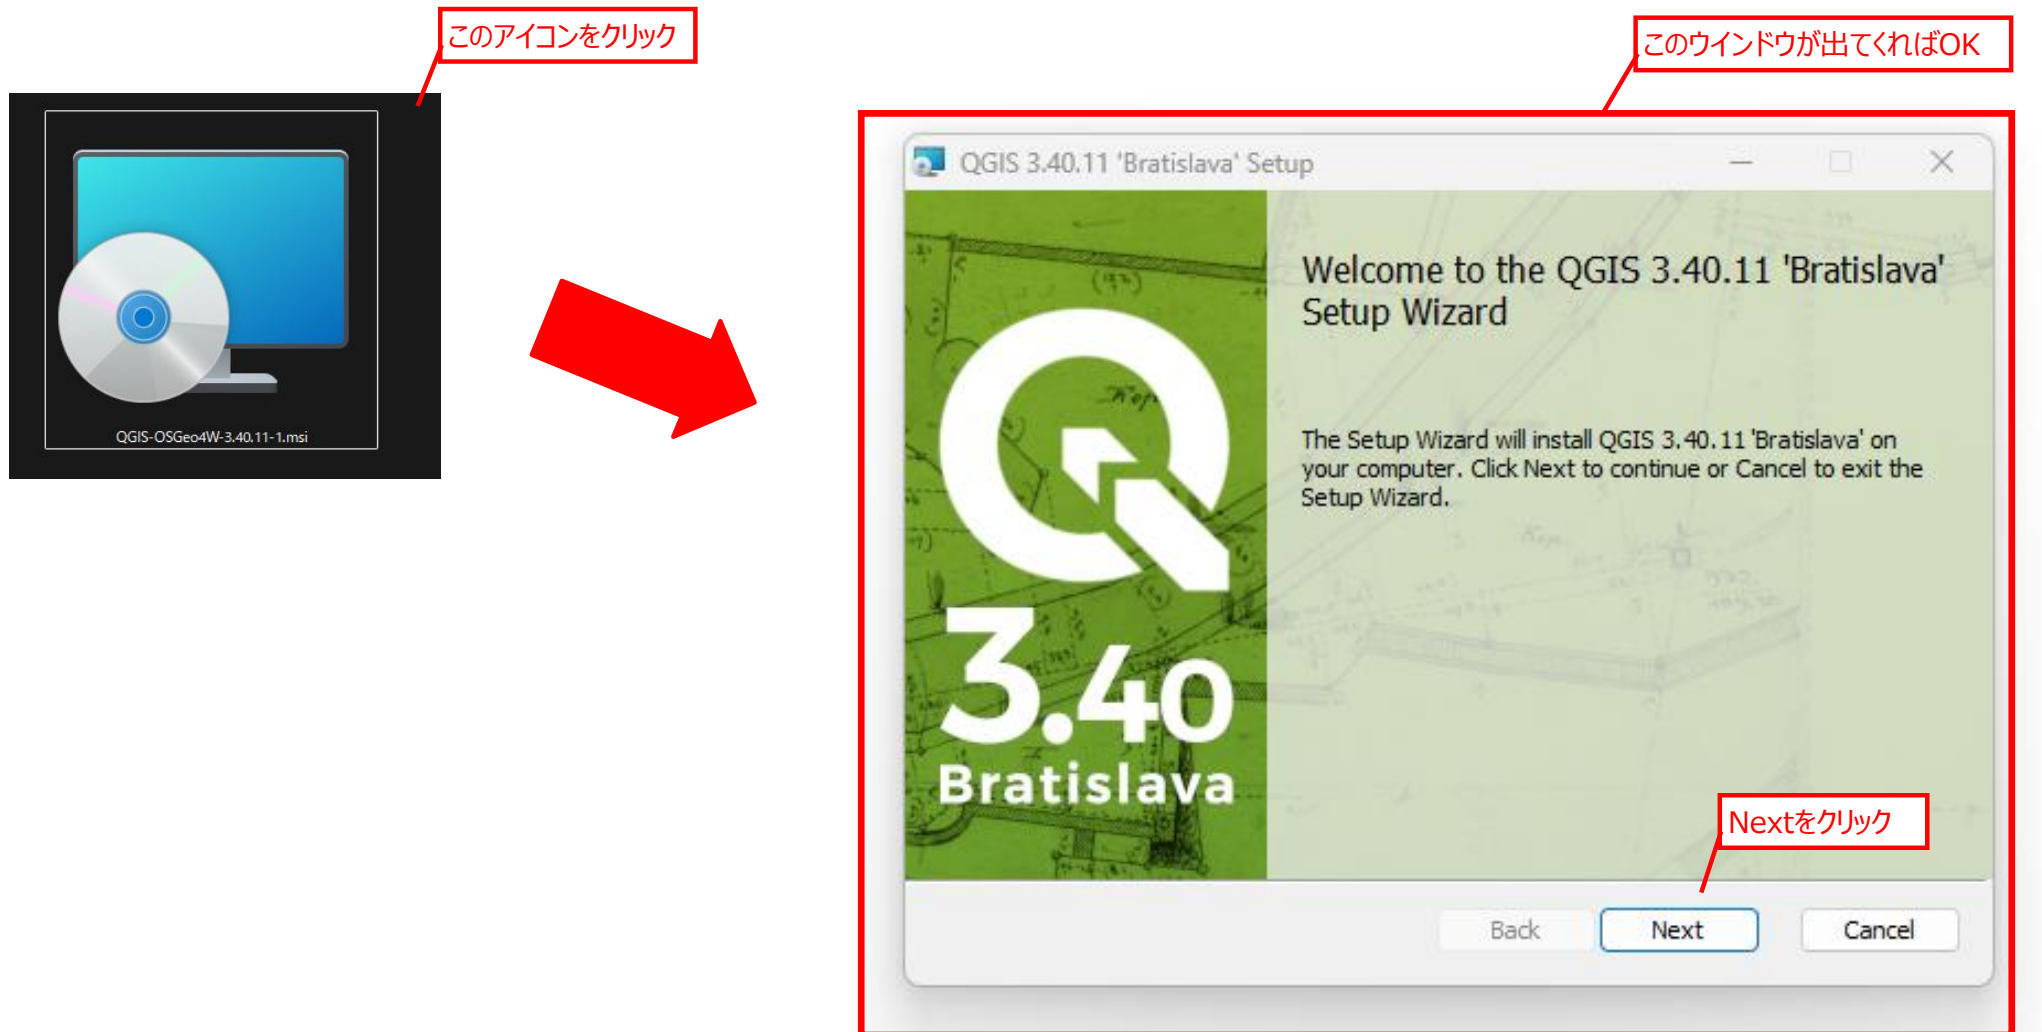 このアイコンをクリック
このウインドウが出てくればOK
QGIS-OSGeo4W-3.40.11-1.msi
QGIS 3.40.11 'Bratislava' Setup
Welcome to the QGIS 3.40.11 'Bratislava'
Setup Wizard
The Setup Wizard will install QGIS 3.40.11 'Bratislava' on
your computer. Click Next to continue or Cancel to exit the
Setup Wizard.
3.40
Bratislava
Nextをクリック
Back
Next
Cancel